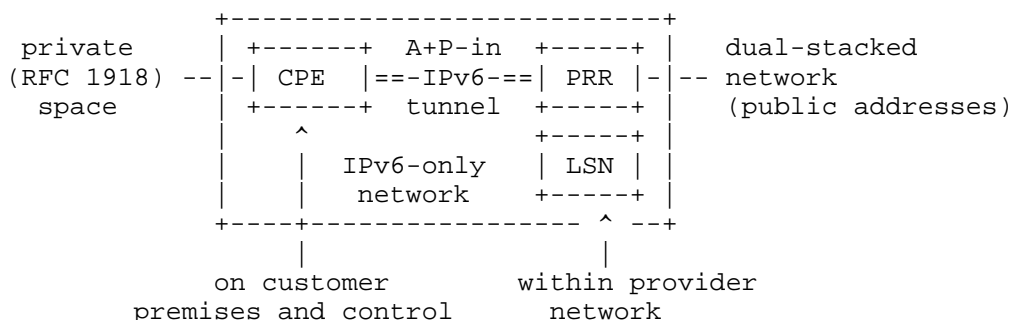 +----------------------------+
private | +------+ A+P-in +-----+ | dual-stacked
(RFC 1918) --|-| CPE |==-IPv6-==| PRR |-|-- network
space | +------+ tunnel +-----+ | (public addresses)
| ^ +-----+ |
| | IPv6-only | LSN | |
| | network +-----+ |
+----+----------------- ^ --+
| |
on customer within provider
premises and control network